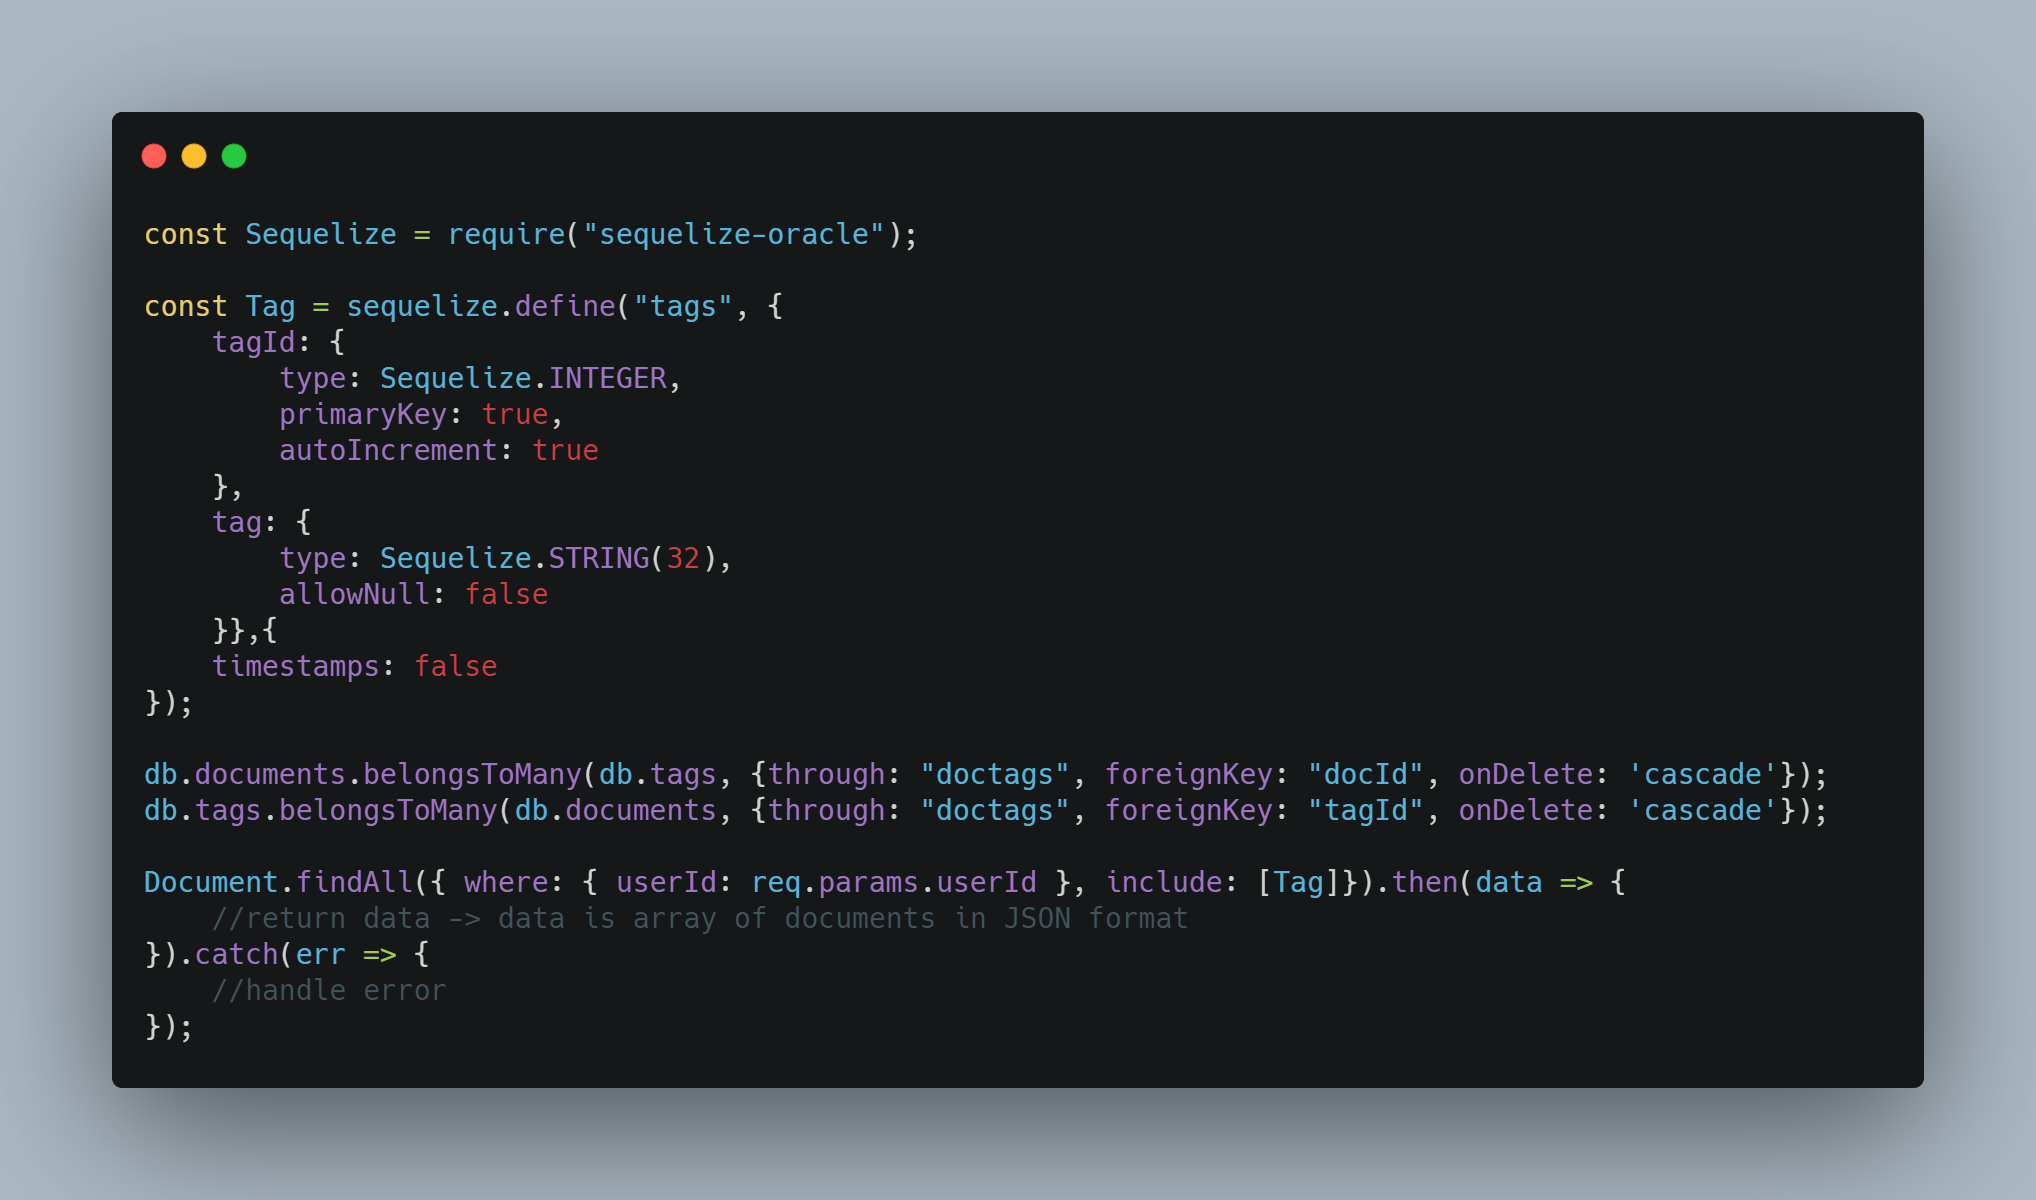 const Sequelize = require("sequelize-oracle");

const Tag = sequelize.define("tags", {
    tagId: {
        type: Sequelize.INTEGER,
        primaryKey: true,
        autoIncrement: true
    },
    tag: {
        type: Sequelize.STRING(32),
        allowNull: false
    }},{
    timestamps: false
});

db.documents.belongsToMany(db.tags, {through: "doctags", foreignKey: "docId", onDelete: 'cascade'});
db.tags.belongsToMany(db.documents, {through: "doctags", foreignKey: "tagId", onDelete: 'cascade'});

Document.findAll({ where: { userId: req.params.userId }, include: [Tag]}).then(data => {
    //return data -> data is array of documents in JSON format
}).catch(err => {
    //handle error
});